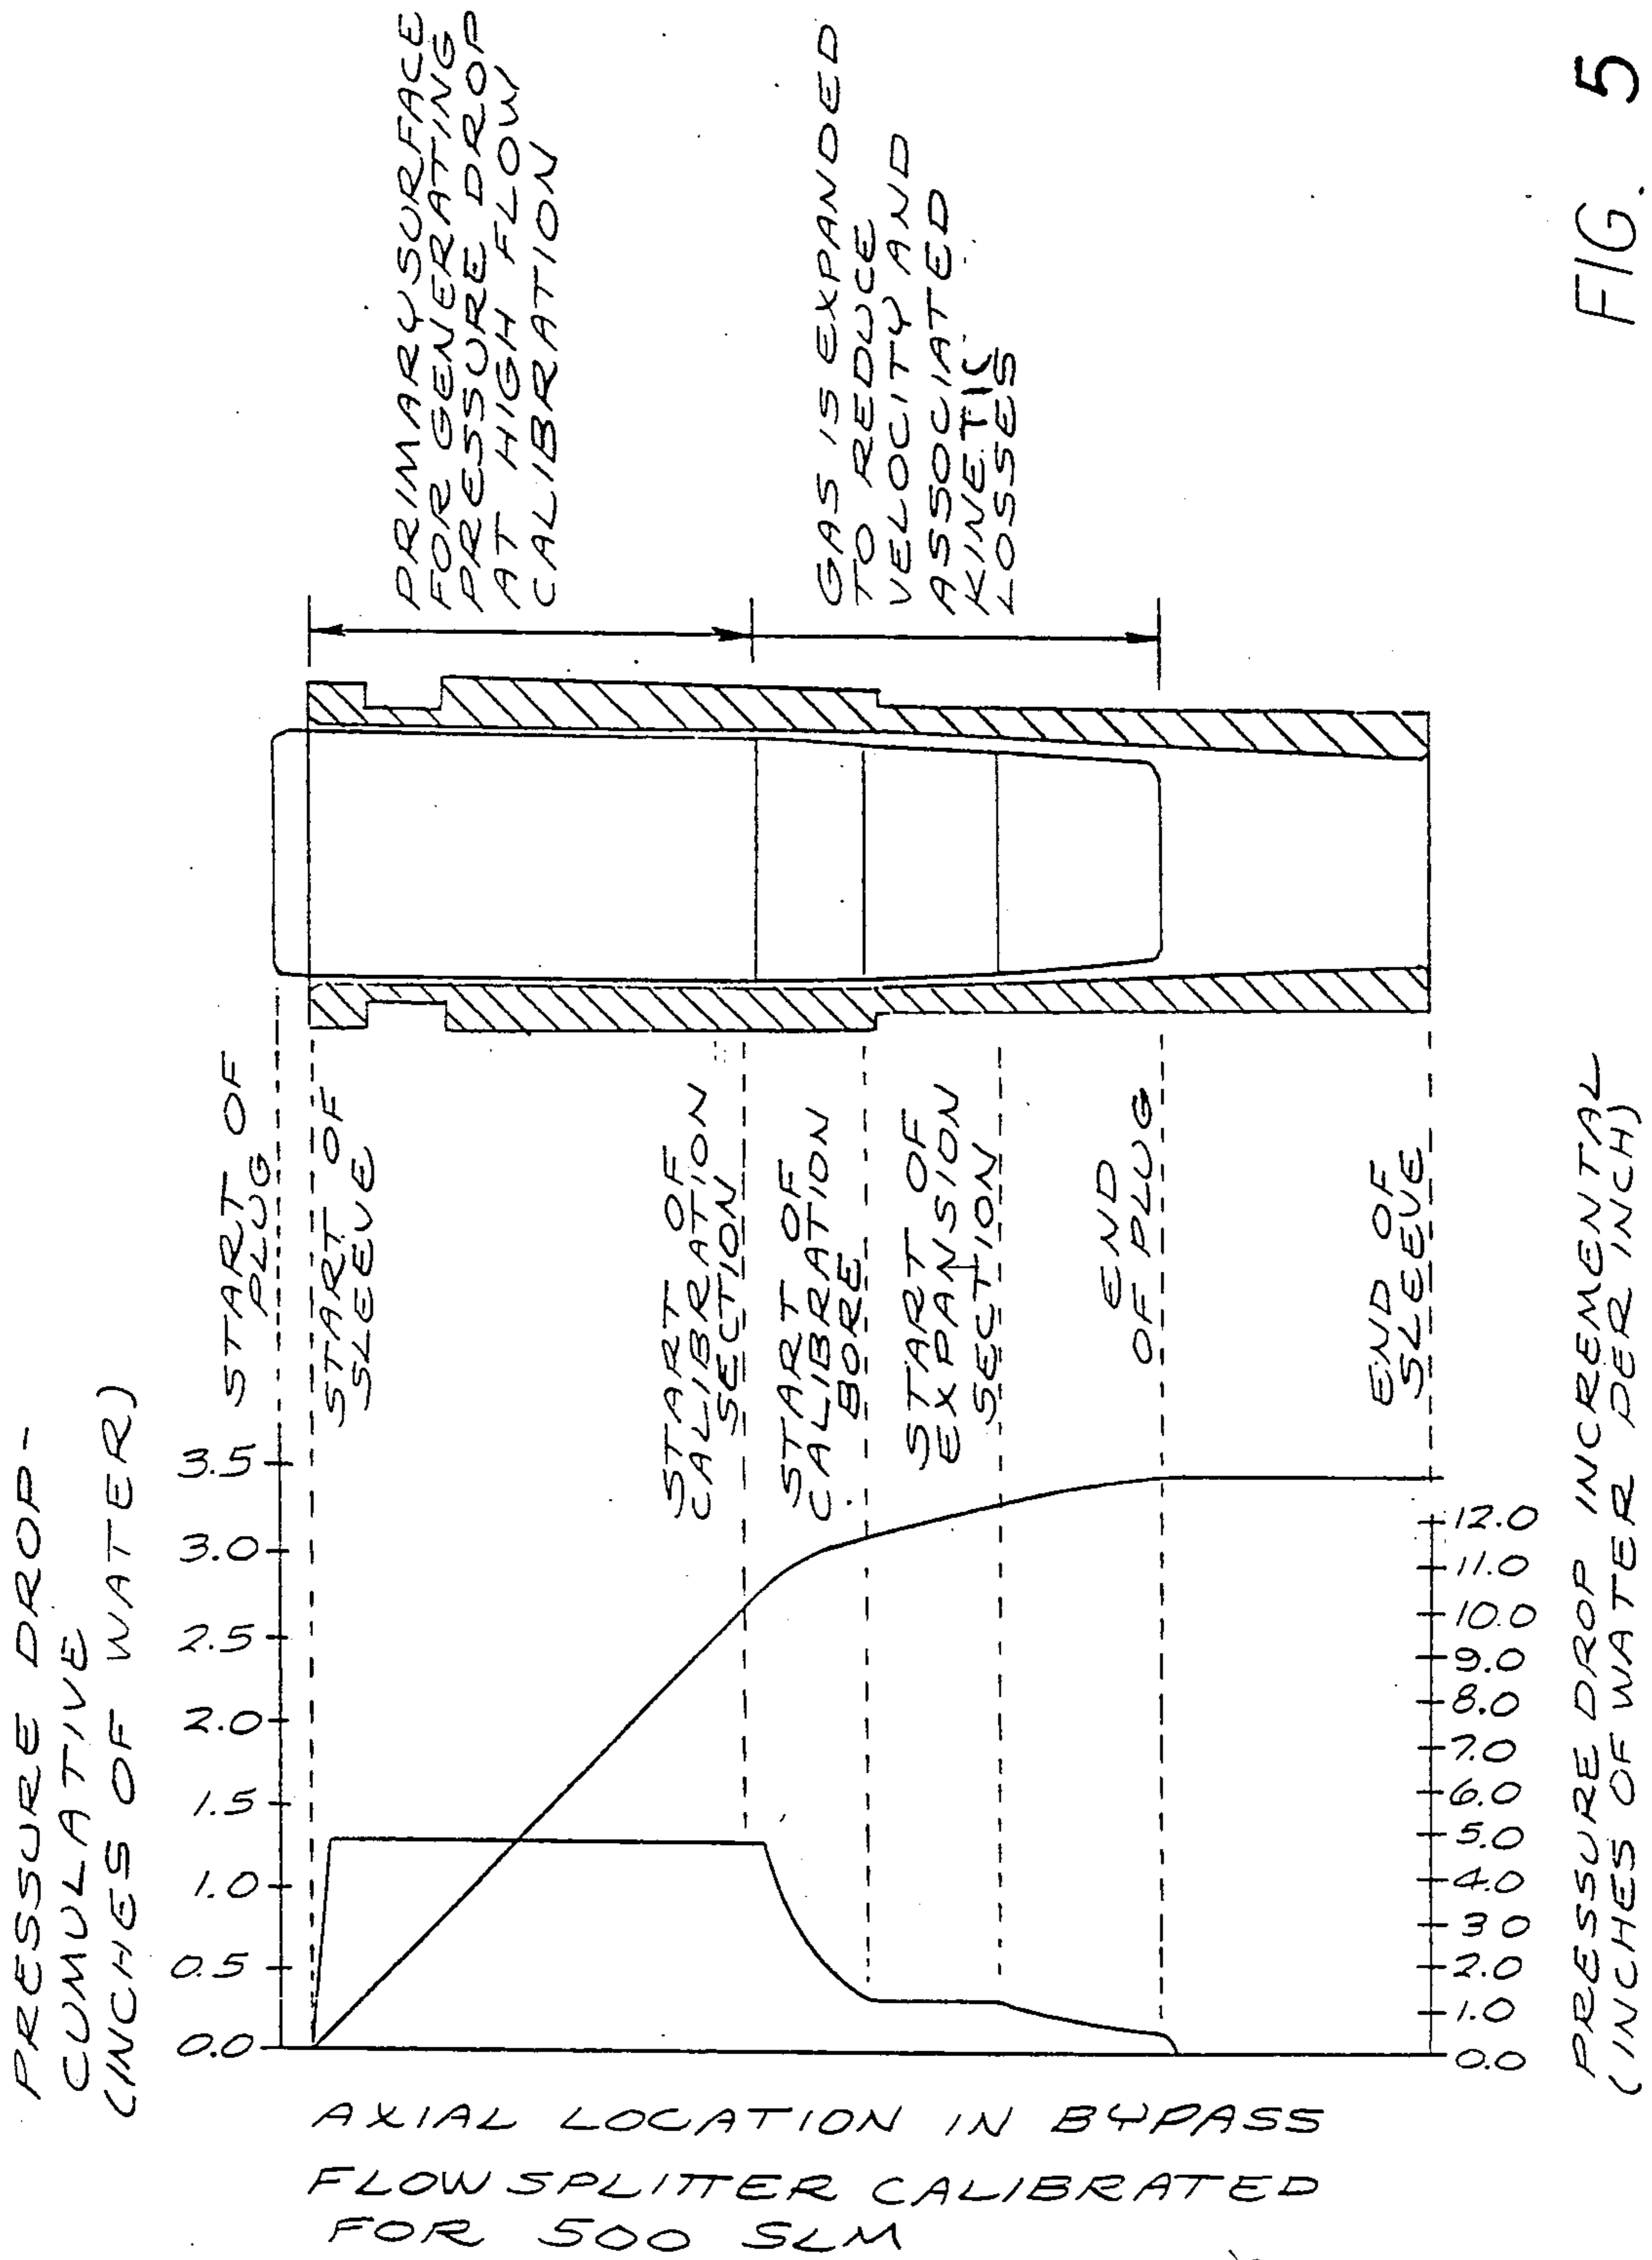 PRESSURE DROP-
CUMULATIVE
(INCHES OF WATER)
3.5
3.0
2.5
2.0
1.5
1.0
0.5
0.0
START OF
PLUG
START OF
SLEEVE
START OF
CALIBRATION
SECTION
START OF
CALIBRATION
BORE
START OF
EXPANSION
SECTION
END
OF PLUG
END OF
SLEEVE
PRIMARY SURFACE
FOR GENERATING
PRESSURE DROP
AT HIGH FLOW
CALIBRATION
GAS IS EXPANDED
TO REDUCE
VELOCITY AND
ASSOCIATED
KINETIC
LOSSES
12.0
11.0
10.0
9.0
8.0
7.0
6.0
5.0
4.0
3 0
2.0
1.0
0.0
PRESSURE DROP INCREMENTAL
(INCHES OF WATER PER INCH)
AXIAL LOCATION IN BYPASS
FLOW SPLITTER CALIBRATED
FOR 500 SLM
FIG. 5